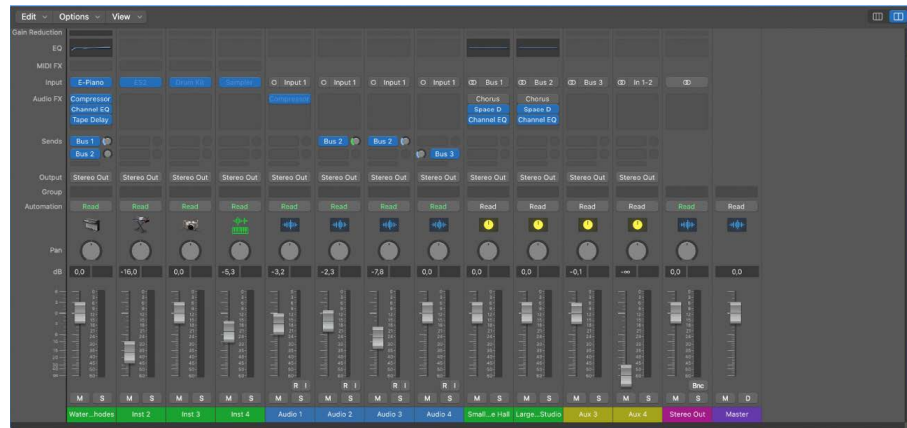 Edit Options View
Gain Reduction
EQ
MIDI FX
Input E-Piano ES2 Drum Kit Sampler Input 1 Input 1 Input 1 Input 1 Bus 1 Bus 2 Bus 3 In 1-2
Audio FX Compressor Compressor Chorus Chorus
Channel EQ Space D Space D
Tape Delay Channel EQ Channel EQ
Sends Bus 1 Bus 2 Bus 2
Bus 2 Bus 3
Output Stereo Out Stereo Out Stereo Out Stereo Out Stereo Out Stereo Out Stereo Out Stereo Out Stereo Out Stereo Out Stereo Out Stereo Out
Group
Automation Read Read Read Read Read Read Read Read Read Read Read Read Read Read
Pan
dB 0,0 -16,0 0,0 -5,3 -3,2 -2,3 -7,8 0,0 0,0 0,0 -0,1 -∞ 0,0 0,0
R I R I R I R I Bnc
M S M S M S M S M S M S M S M S M S M S M S M S M S M D
Water...hodes Inst 2 Inst 3 Inst 4 Audio 1 Audio 2 Audio 3 Audio 4 Small...e Hall Large...Studio Aux 3 Aux 4 Stereo Out Master